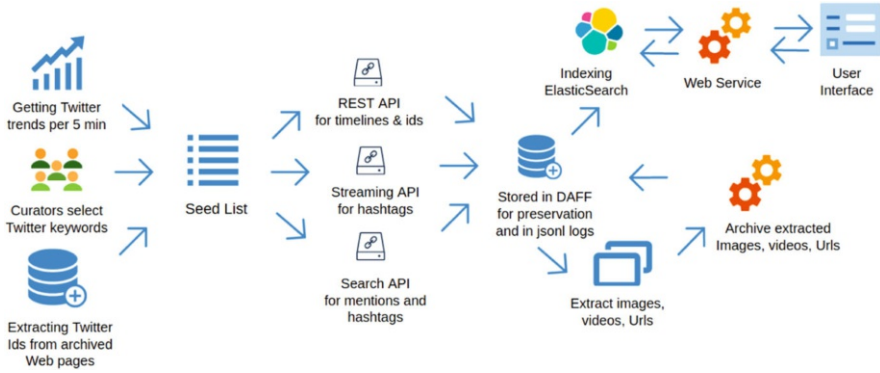 Getting Twitter
trends per 5 min
Curators select
Twitter keywords
Extracting Twitter
Ids from archived
Web pages
Seed List
REST API
for timelines & ids
Streaming API
for hashtags
Search API
for mentions and
hashtags
Stored in DAFF
for preservation
and in jsonl logs
Indexing
ElasticSearch
Web Service
User
Interface
Extract images,
videos, Urls
Archive extracted
Images, videos, Urls